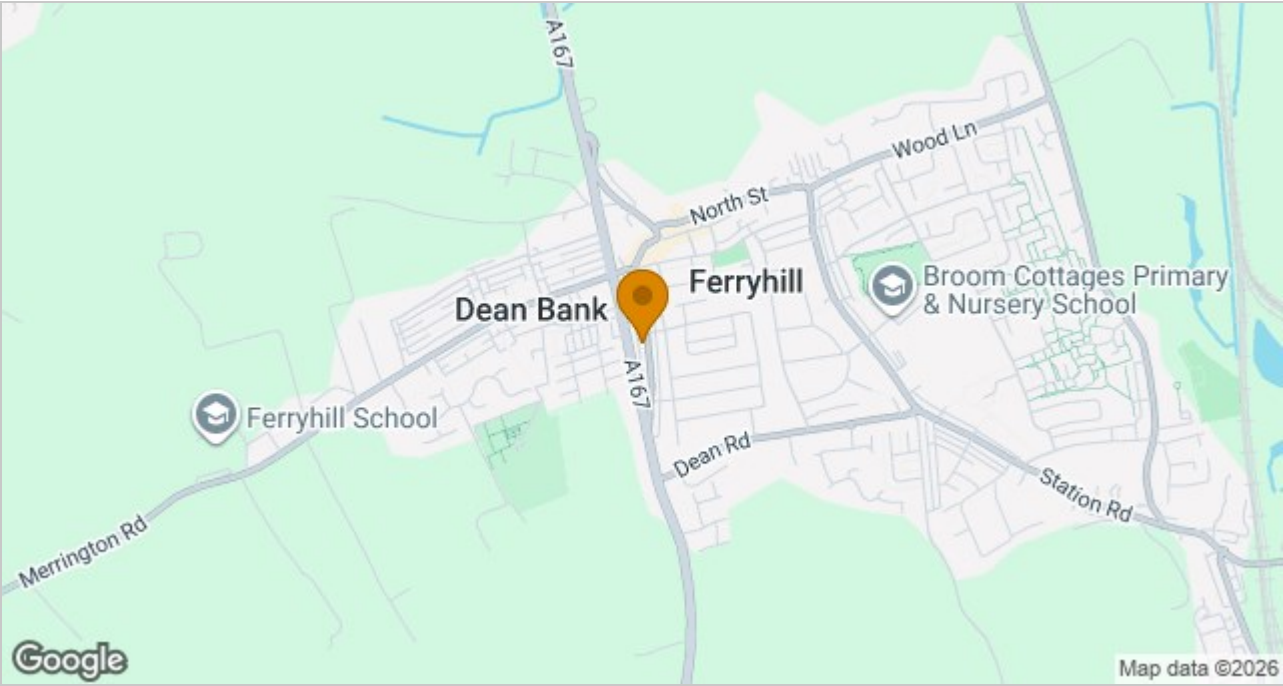 A167
Wood Ln
North St
Ferryhill
Broom Cottages Primary
& Nursery School
Dean Bank
A167
Ferryhill School
Dean Rd
Station Rd
Merrington Rd
Google
Map data ©2026